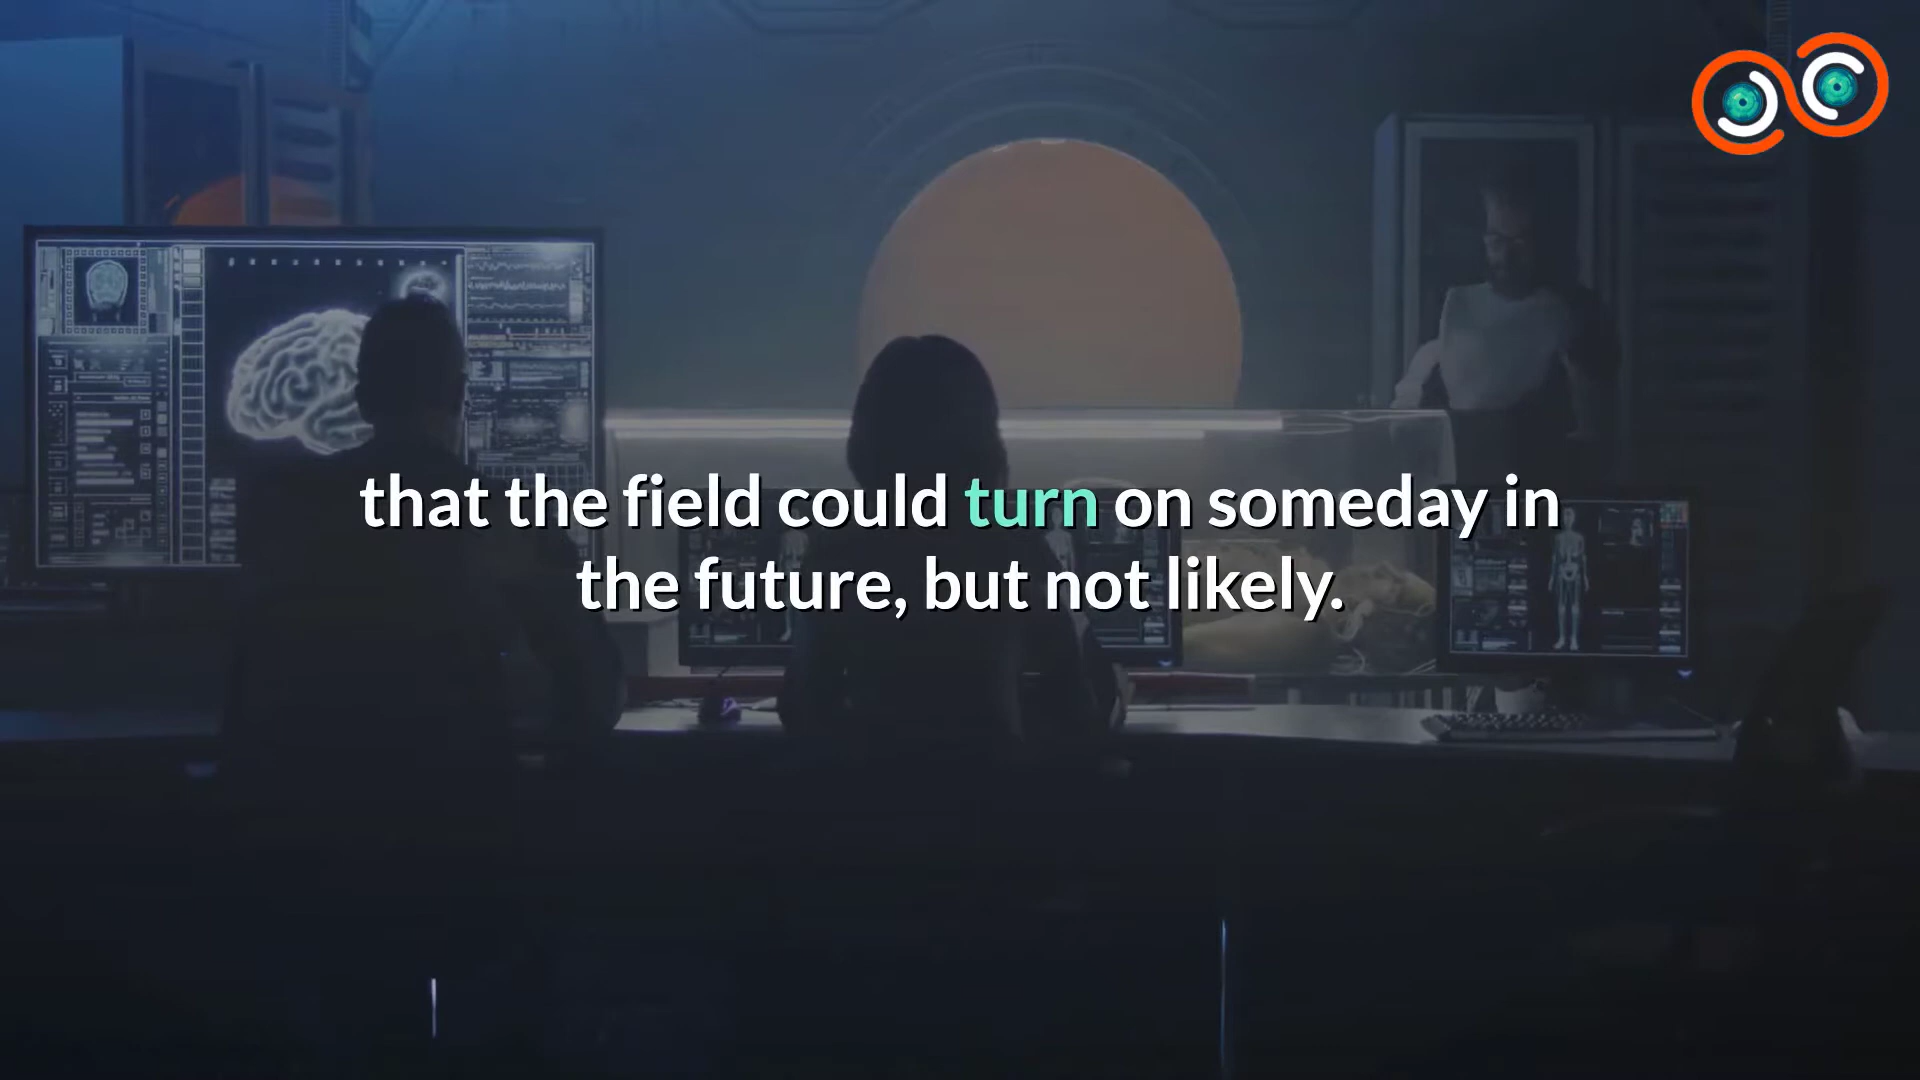 that the field could turn on someday in
the future, but not likely.